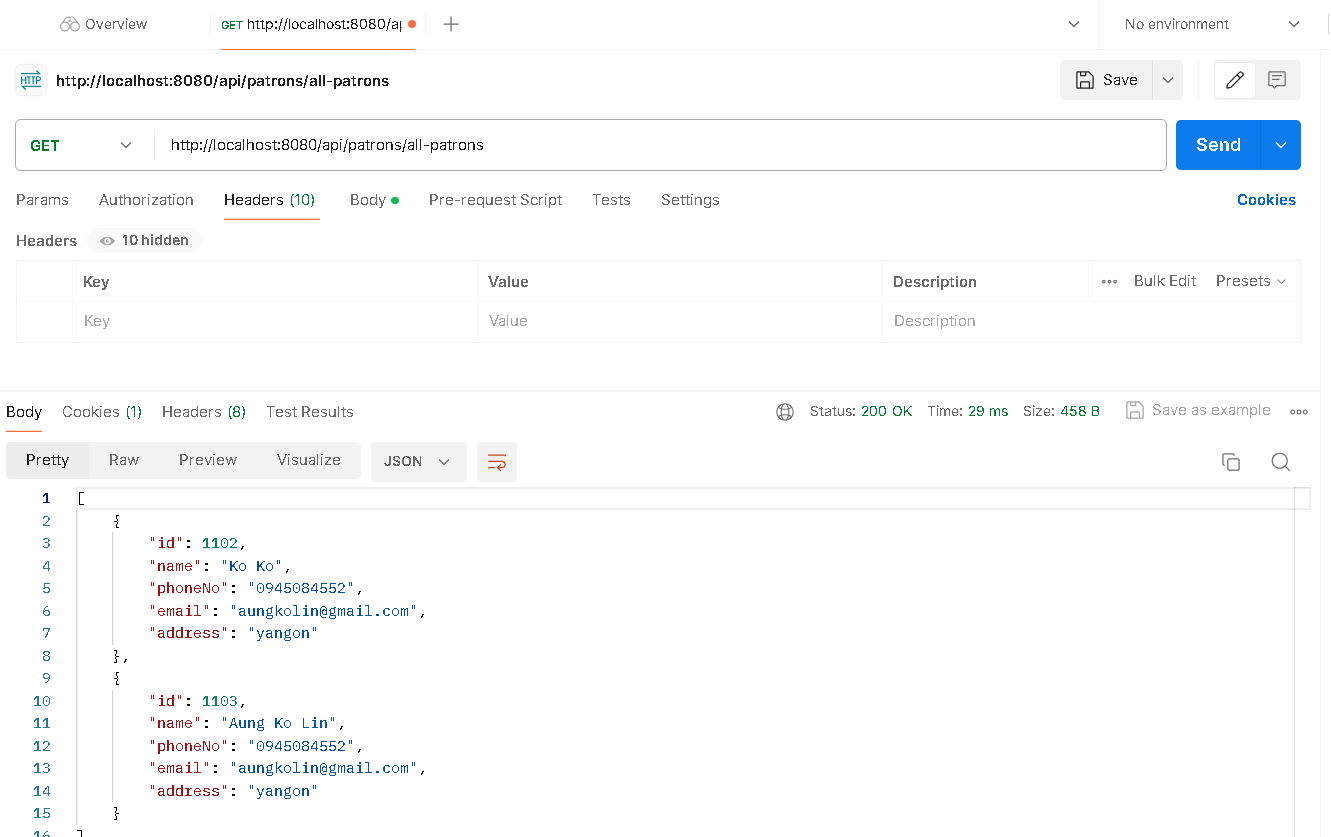 Overview
GET http://localhost:8080/ap
No environment
HTTP http://localhost:8080/api/patrons/all-patrons
Save
GET http://localhost:8080/api/patrons/all-patrons Send
Params Authorization Headers (10) Body Pre-request Script Tests Settings Cookies
Headers 10 hidden
Key Value Description Bulk Edit Presets
Key Value Description
Body Cookies (1) Headers (8) Test Results Status: 200 OK Time: 29 ms Size: 458 B Save as example
Pretty Raw Preview Visualize JSON
1 [
2 {
3 "id": 1102,
4 "name": "Ko Ko",
5 "phoneNo": "0945084552",
6 "email": "aungkolin@gmail.com",
7 "address": "yangon"
8 },
9 {
10 "id": 1103,
11 "name": "Aung Ko Lin",
12 "phoneNo": "0945084552",
13 "email": "aungkolin@gmail.com",
14 "address": "yangon"
15 }
16 ]